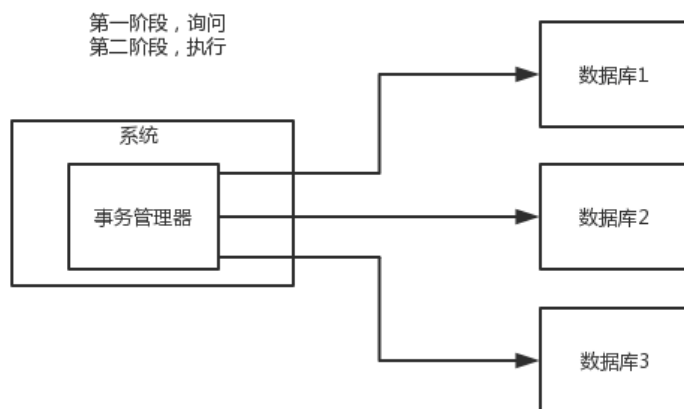 第一阶段，询问
第二阶段，执行
数据库1
系统
事务管理器
数据库2
数据库3